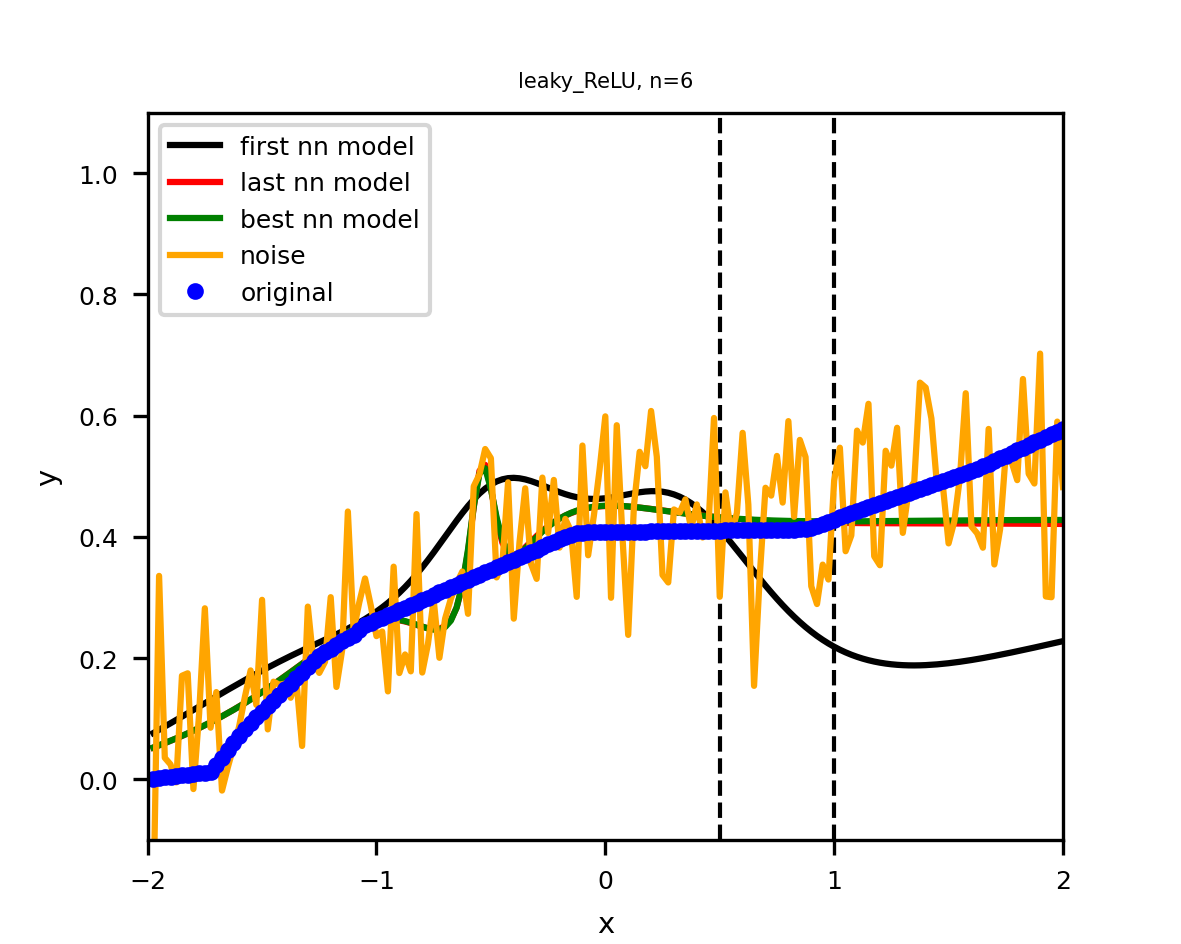 leaky_ReLU, n=6
first nn model
last nn model
best nn model
noise
original
1.0
0.8
0.6
0.4
0.2
0.0
y
−2
−1
0
1
2
x